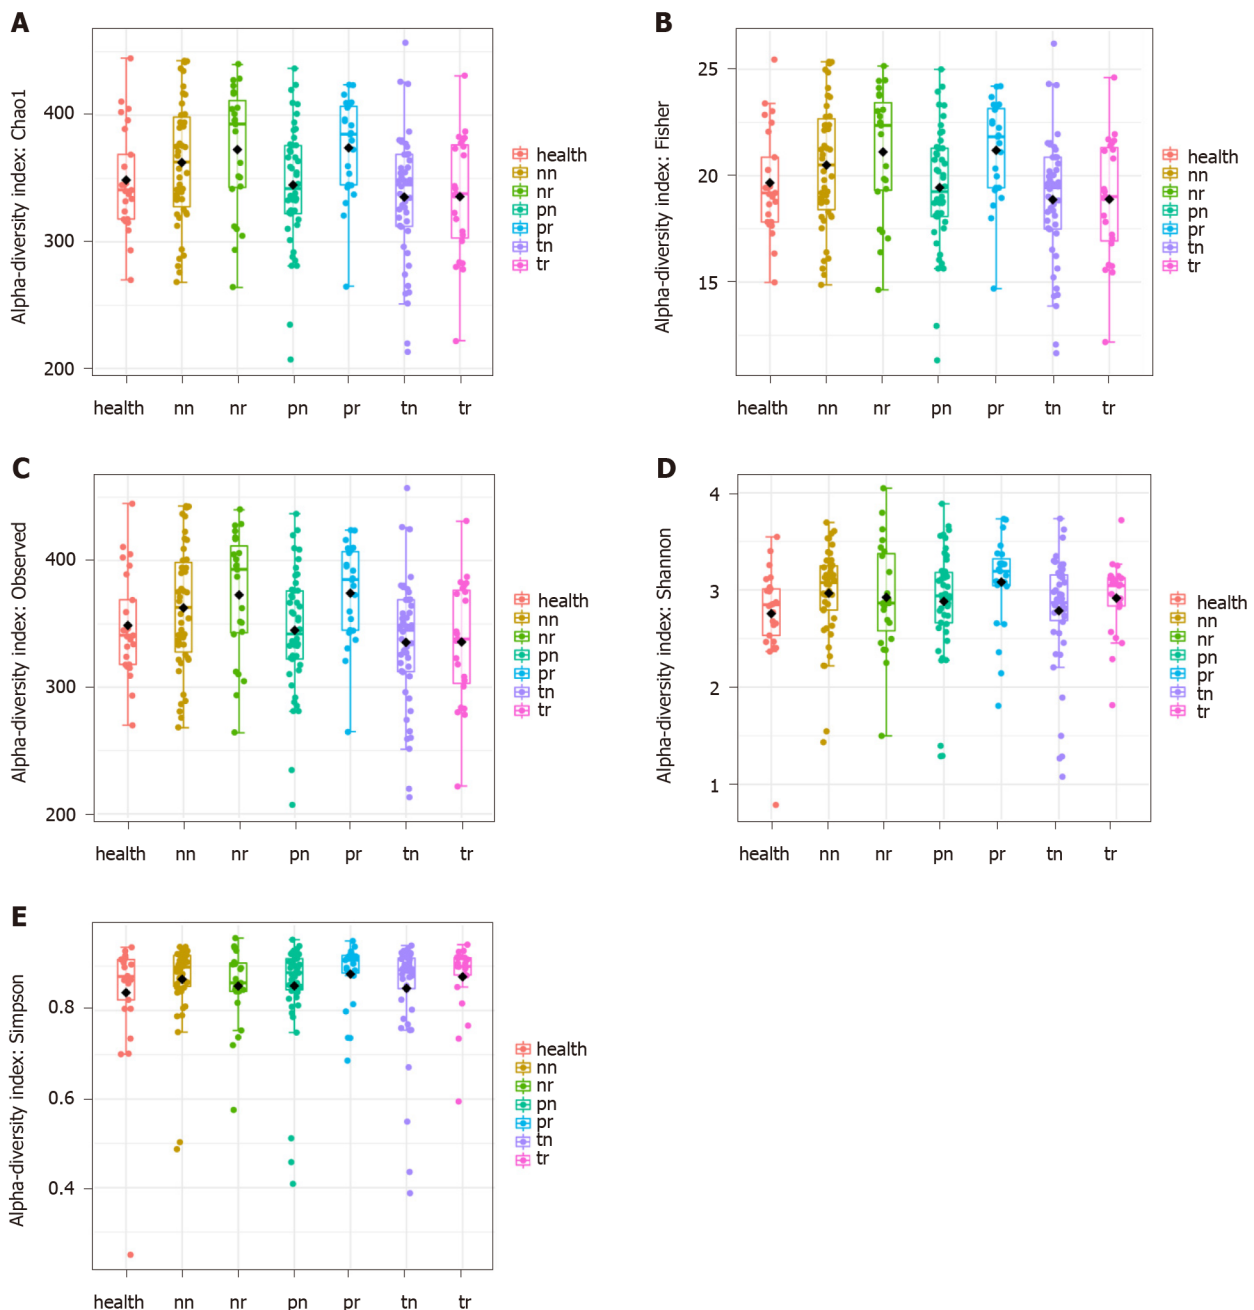 A
Alpha-diversity index: Chao1
400
300
200
health nn nr pn pr tn tr
health
nn
nr
pn
pr
tn
tr
B
Alpha-diversity index: Fisher
25
20
15
health nn nr pn pr tn tr
health
nn
nr
pn
pr
tn
tr
C
Alpha-diversity index: Observed
400
300
200
health nn nr pn pr tn tr
health
nn
nr
pn
pr
tn
tr
D
Alpha-diversity index: Shannon
4
3
2
1
health nn nr pn pr tn tr
health
nn
nr
pn
pr
tn
tr
E
Alpha-diversity index: Simpson
0.8
0.6
0.4
health nn nr pn pr tn tr
health
nn
nr
pn
pr
tn
tr